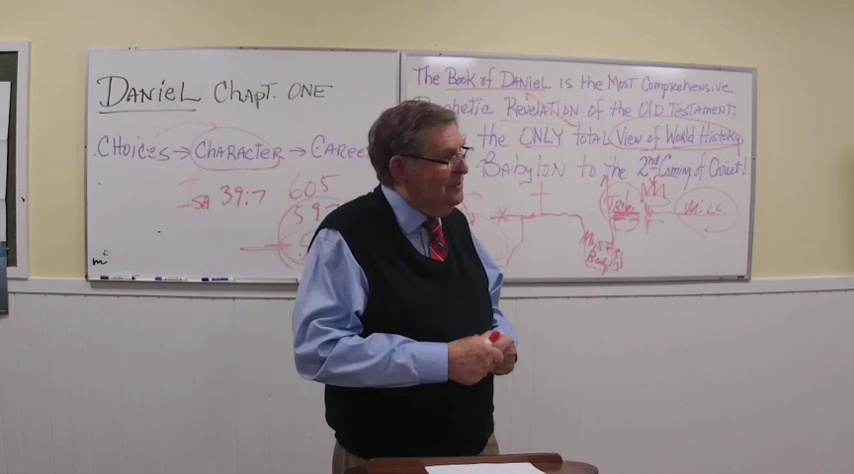 DANIEL Chapt. ONE
CHOiCES → CHARACTER → CAREE
ISA 39:7
605
597
m
The Book of DANIEL is the Most Comprehensive
Prophetic Revelation of the OLD TESTAMENT,
the ONLY total View of World History
Babylon to the 2nd Coming of Christ!
Mill